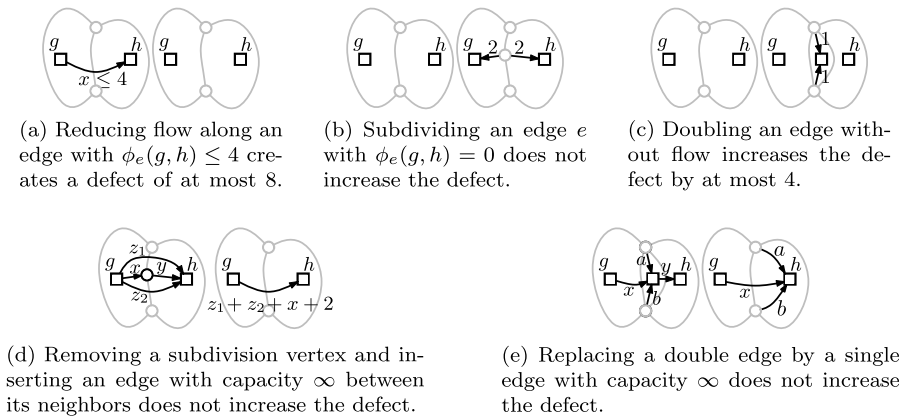 g h g h
x ≤ 4
(a) Reducing flow along an
edge with ϕₑ(g, h) ≤ 4 cre-
ates a defect of at most 8.
g h g 2 2 h
(b) Subdividing an edge e
with ϕₑ(g, h) = 0 does not
increase the defect.
g h g 1 h
1
(c) Doubling an edge with-
out flow increases the de-
fect by at most 4.
z₁
g x y h g h
z₂ z₁ + z₂ + x + 2
(d) Removing a subdivision vertex and in-
serting an edge with capacity ∞ between
its neighbors does not increase the defect.
g a y h g a h
x b x b
(e) Replacing a double edge by a single
edge with capacity ∞ does not increase
the defect.